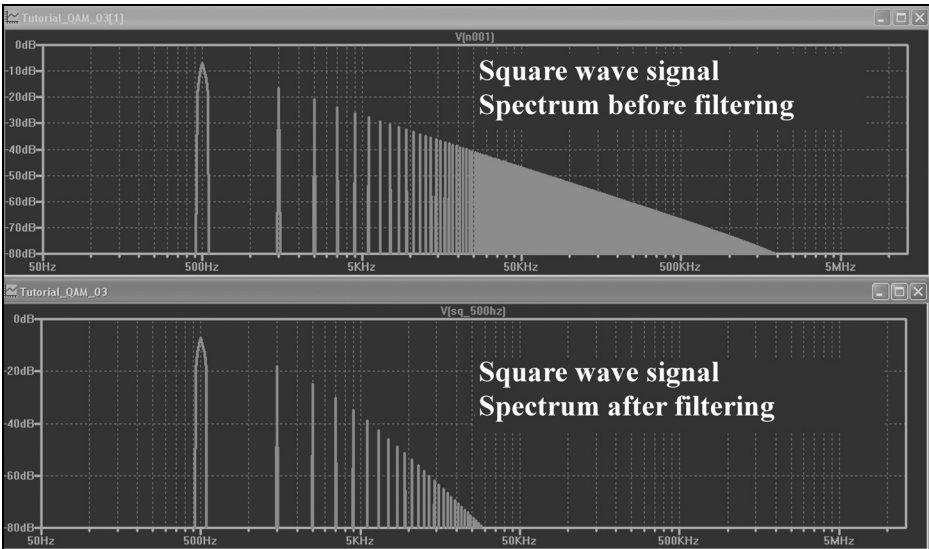 Tutorial_QAM_03[1]
V[n001]
0dB
-10dB
-20dB
-30dB
-40dB
-50dB
-60dB
-70dB
-80dB
Square wave signal
Spectrum before filtering
50Hz 500Hz 5KHz 50KHz 500KHz 5MHz
Tutorial_QAM_03
V[sq_500hz]
0dB
-20dB
-40dB
-60dB
-80dB
Square wave signal
Spectrum after filtering
50Hz 500Hz 5KHz 50KHz 500KHz 5MHz